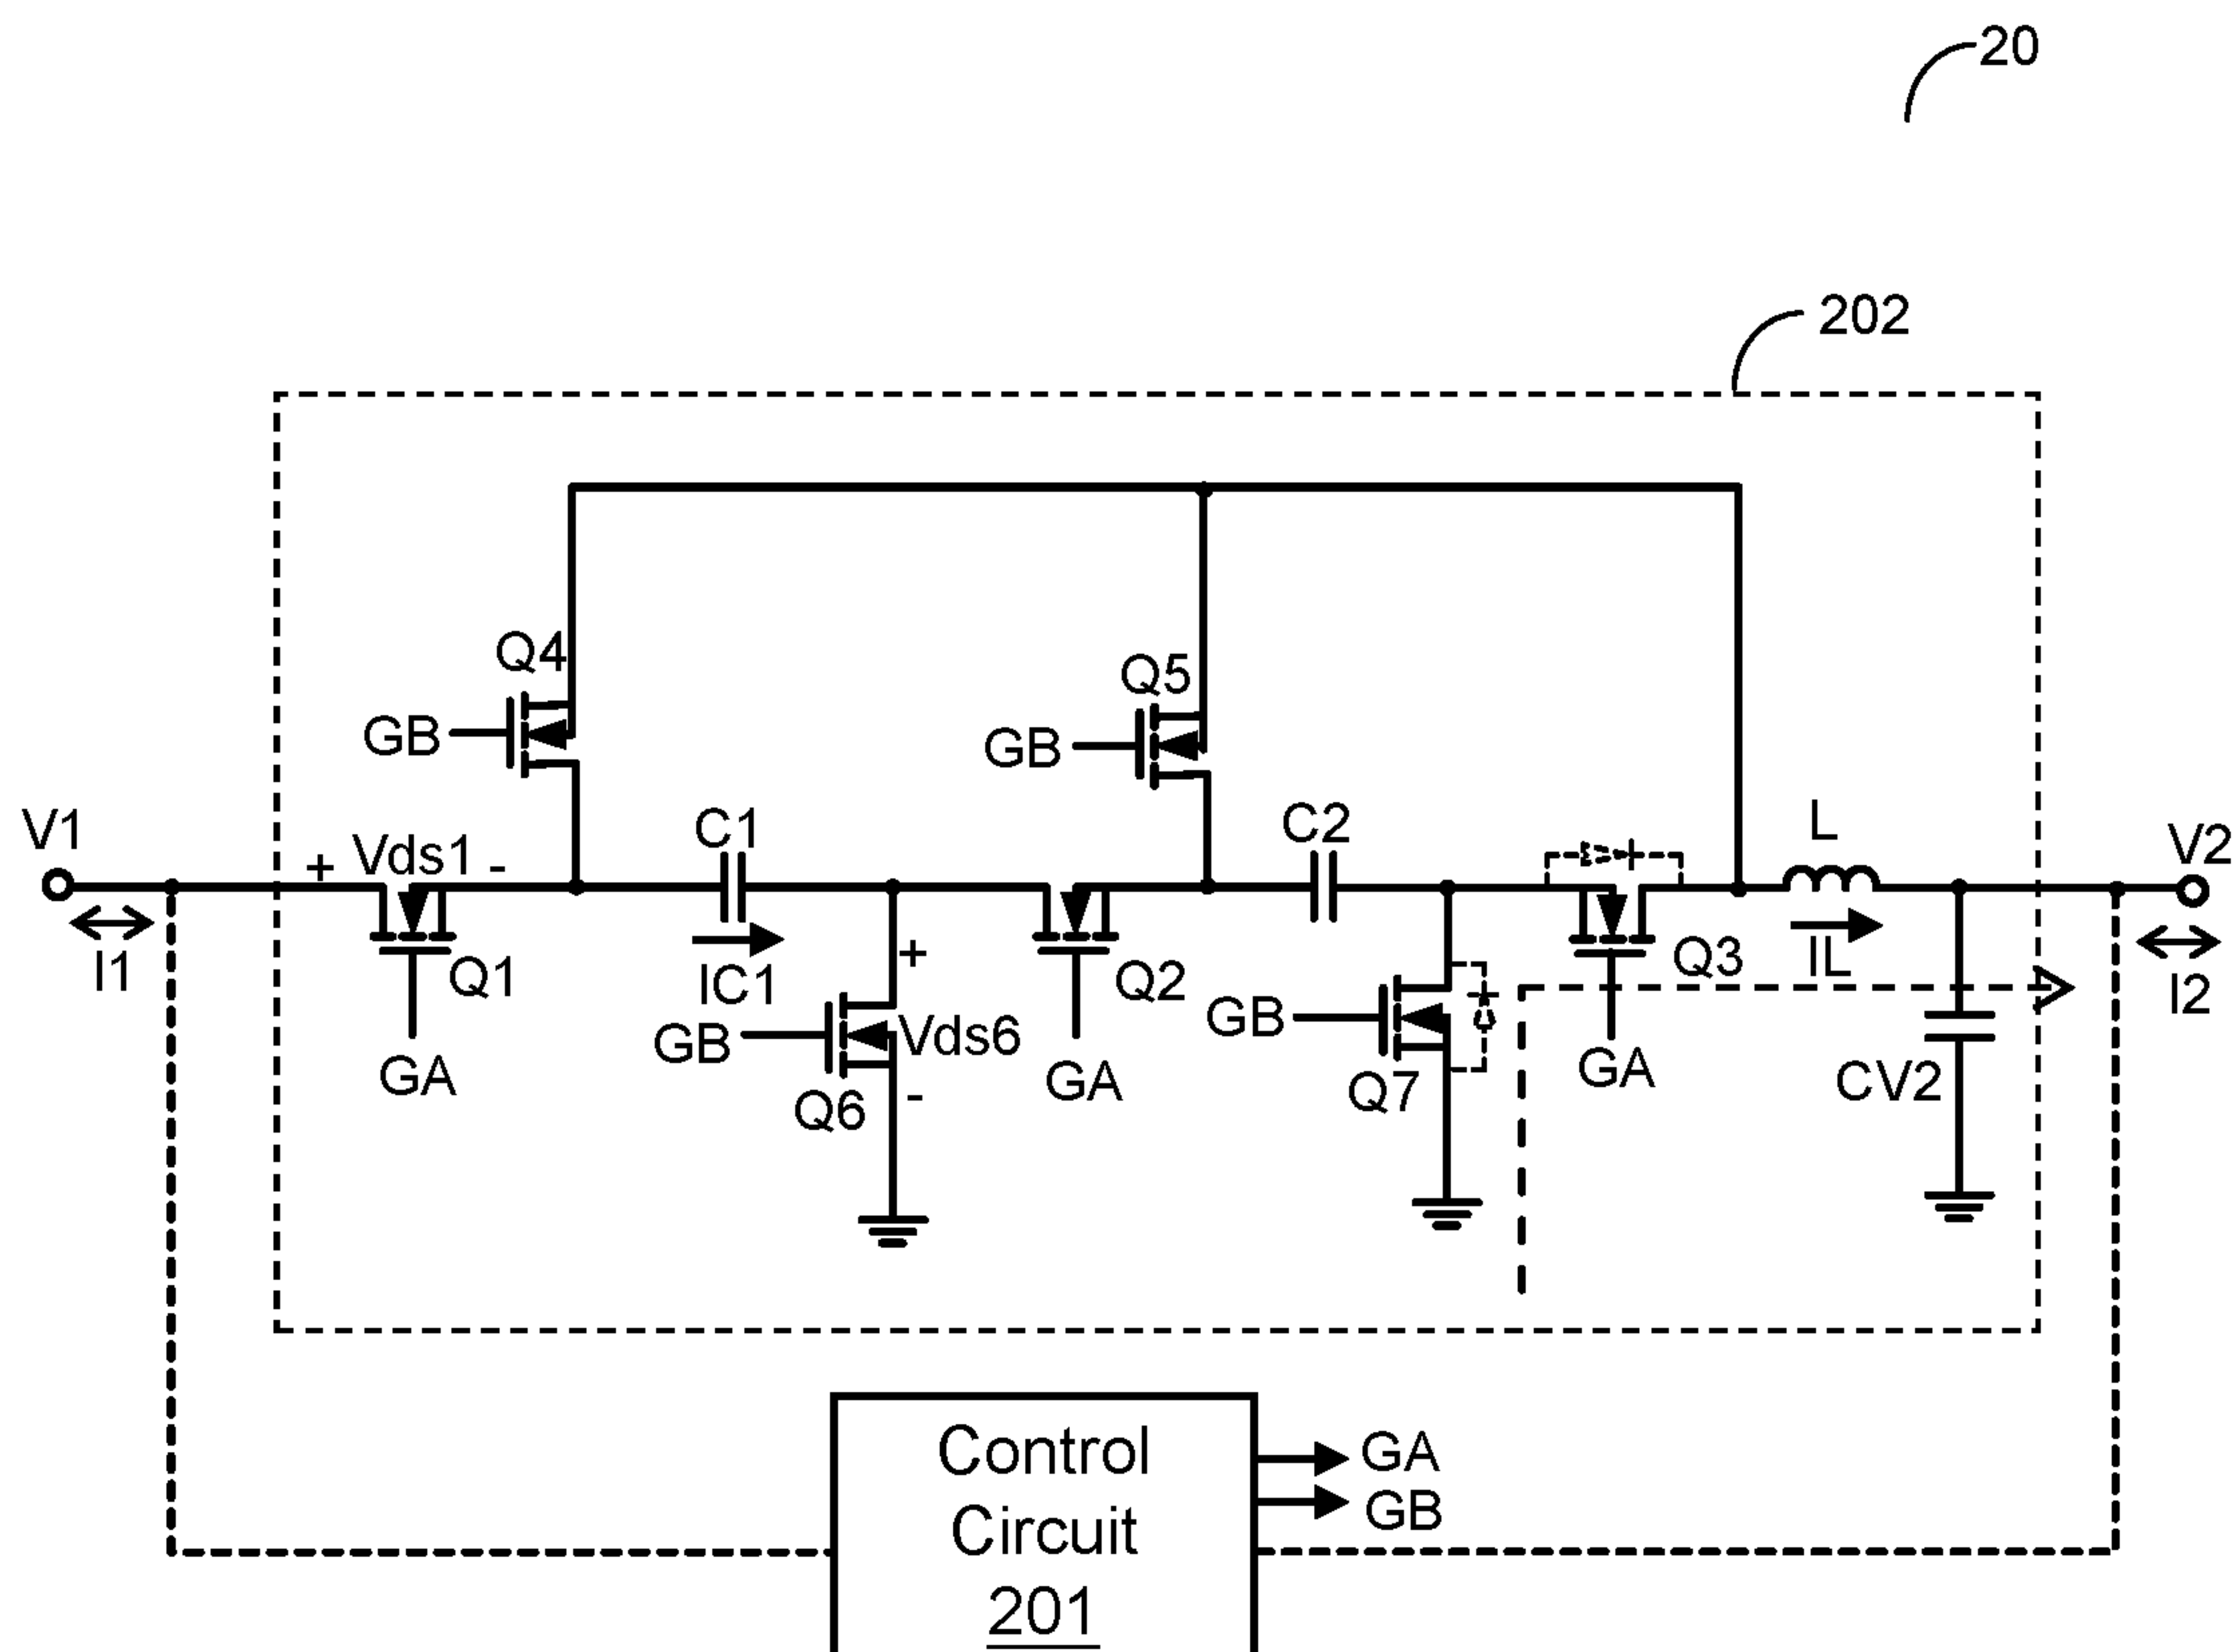 20
202
Q4
Q5
GB
GB
V1
+ Vds1 -
C1
C2
L
V2
I1
Q1
IC1
+
Q2
Q3
IL
I2
GB
Vds6
GB
GA
Q6
-
GA
Q7
GA
CV2
Control
Circuit
201
GA
GB